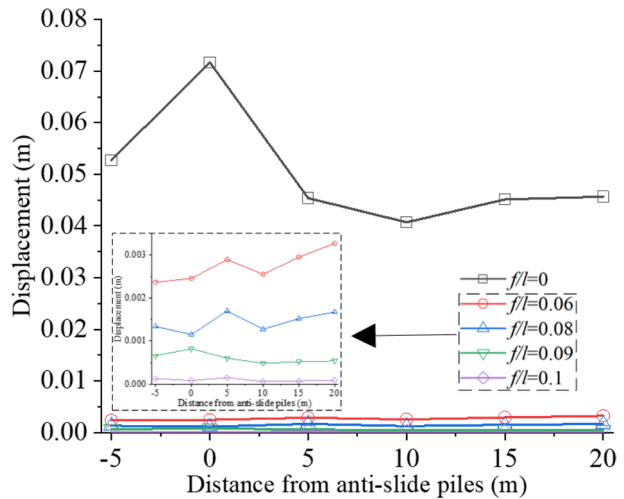 0.08
0.07
0.06
0.05
0.04
0.03
0.02
0.01
0.00
Displacement (m)
-5 0 5 10 15 20
Distance from anti-slide piles (m)
0.003
0.002
0.001
0.000
Displacement (m)
-5 0 5 10 15 20
Distance from anti-slide piles (m)
f/l=0
f/l=0.06
f/l=0.08
f/l=0.09
f/l=0.1